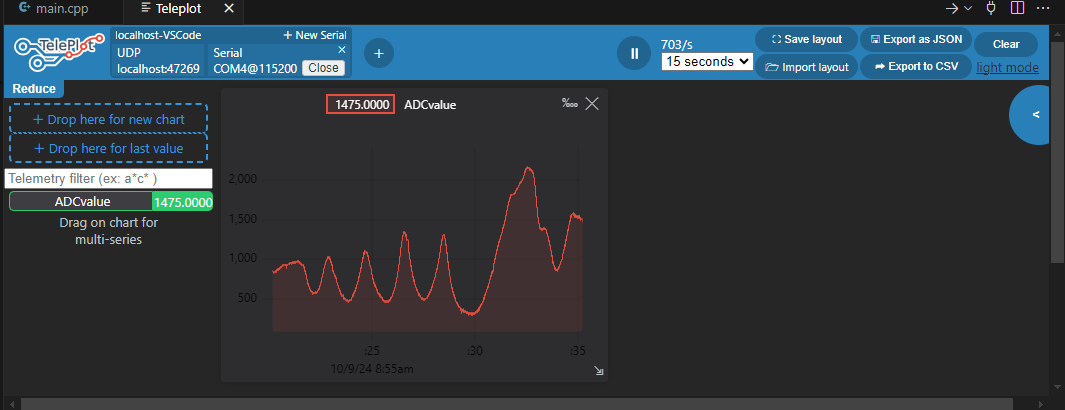 main.cpp
Teleplot
TelePlot
localhost-VSCode
+ New Serial
UDP
localhost:47269
Serial
COM4@115200
Close
703/s
15 seconds
Save layout
Import layout
Export as JSON
Export to CSV
Clear
light mode
Reduce
+ Drop here for new chart
+ Drop here for last value
Telemetry filter (ex: a*c* )
ADCvalue 1475.0000
Drag on chart for
multi-series
1475.0000 ADCvalue
‰
2,000
1,500
1,000
500
:25 :30 :35
10/9/24 8:55am
<